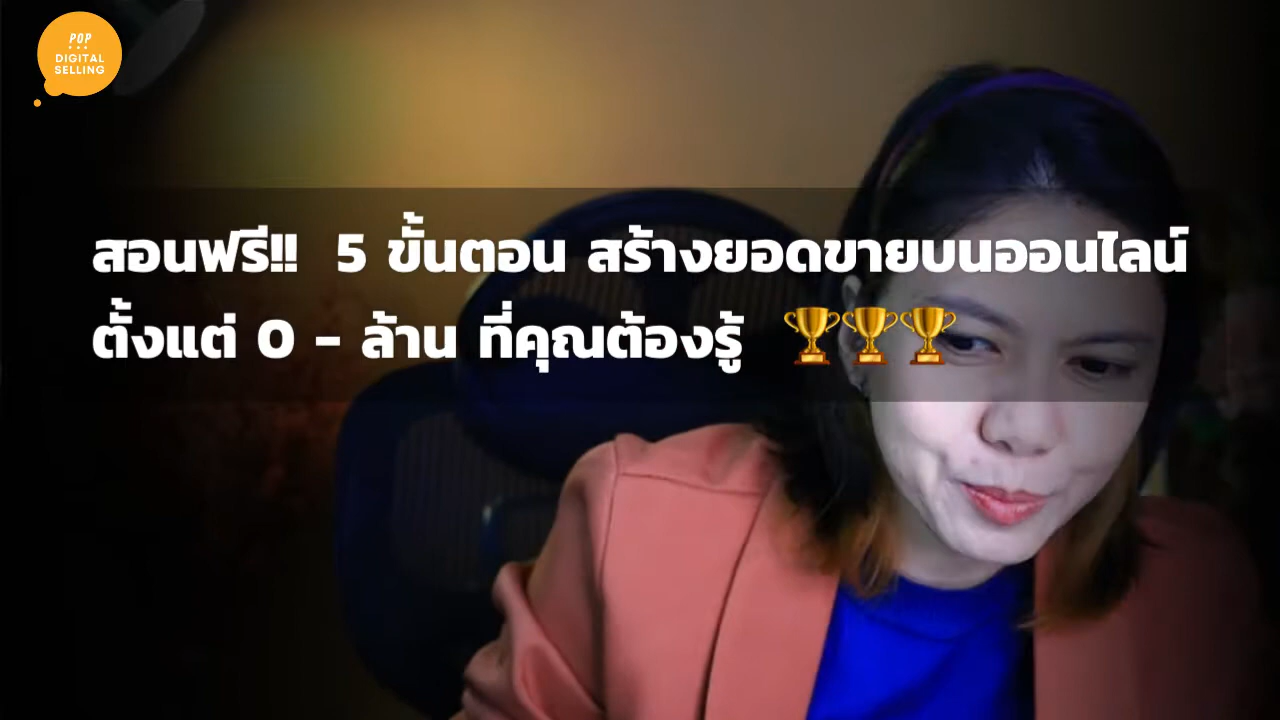 POP
DIGITAL
SELLING
สอนฟรี!! 5 ขั้นตอน สร้างยอดขายบนออนไลน์
ตั้งแต่ 0 - ล้าน ที่คุณต้องรู้ 🏆🏆🏆